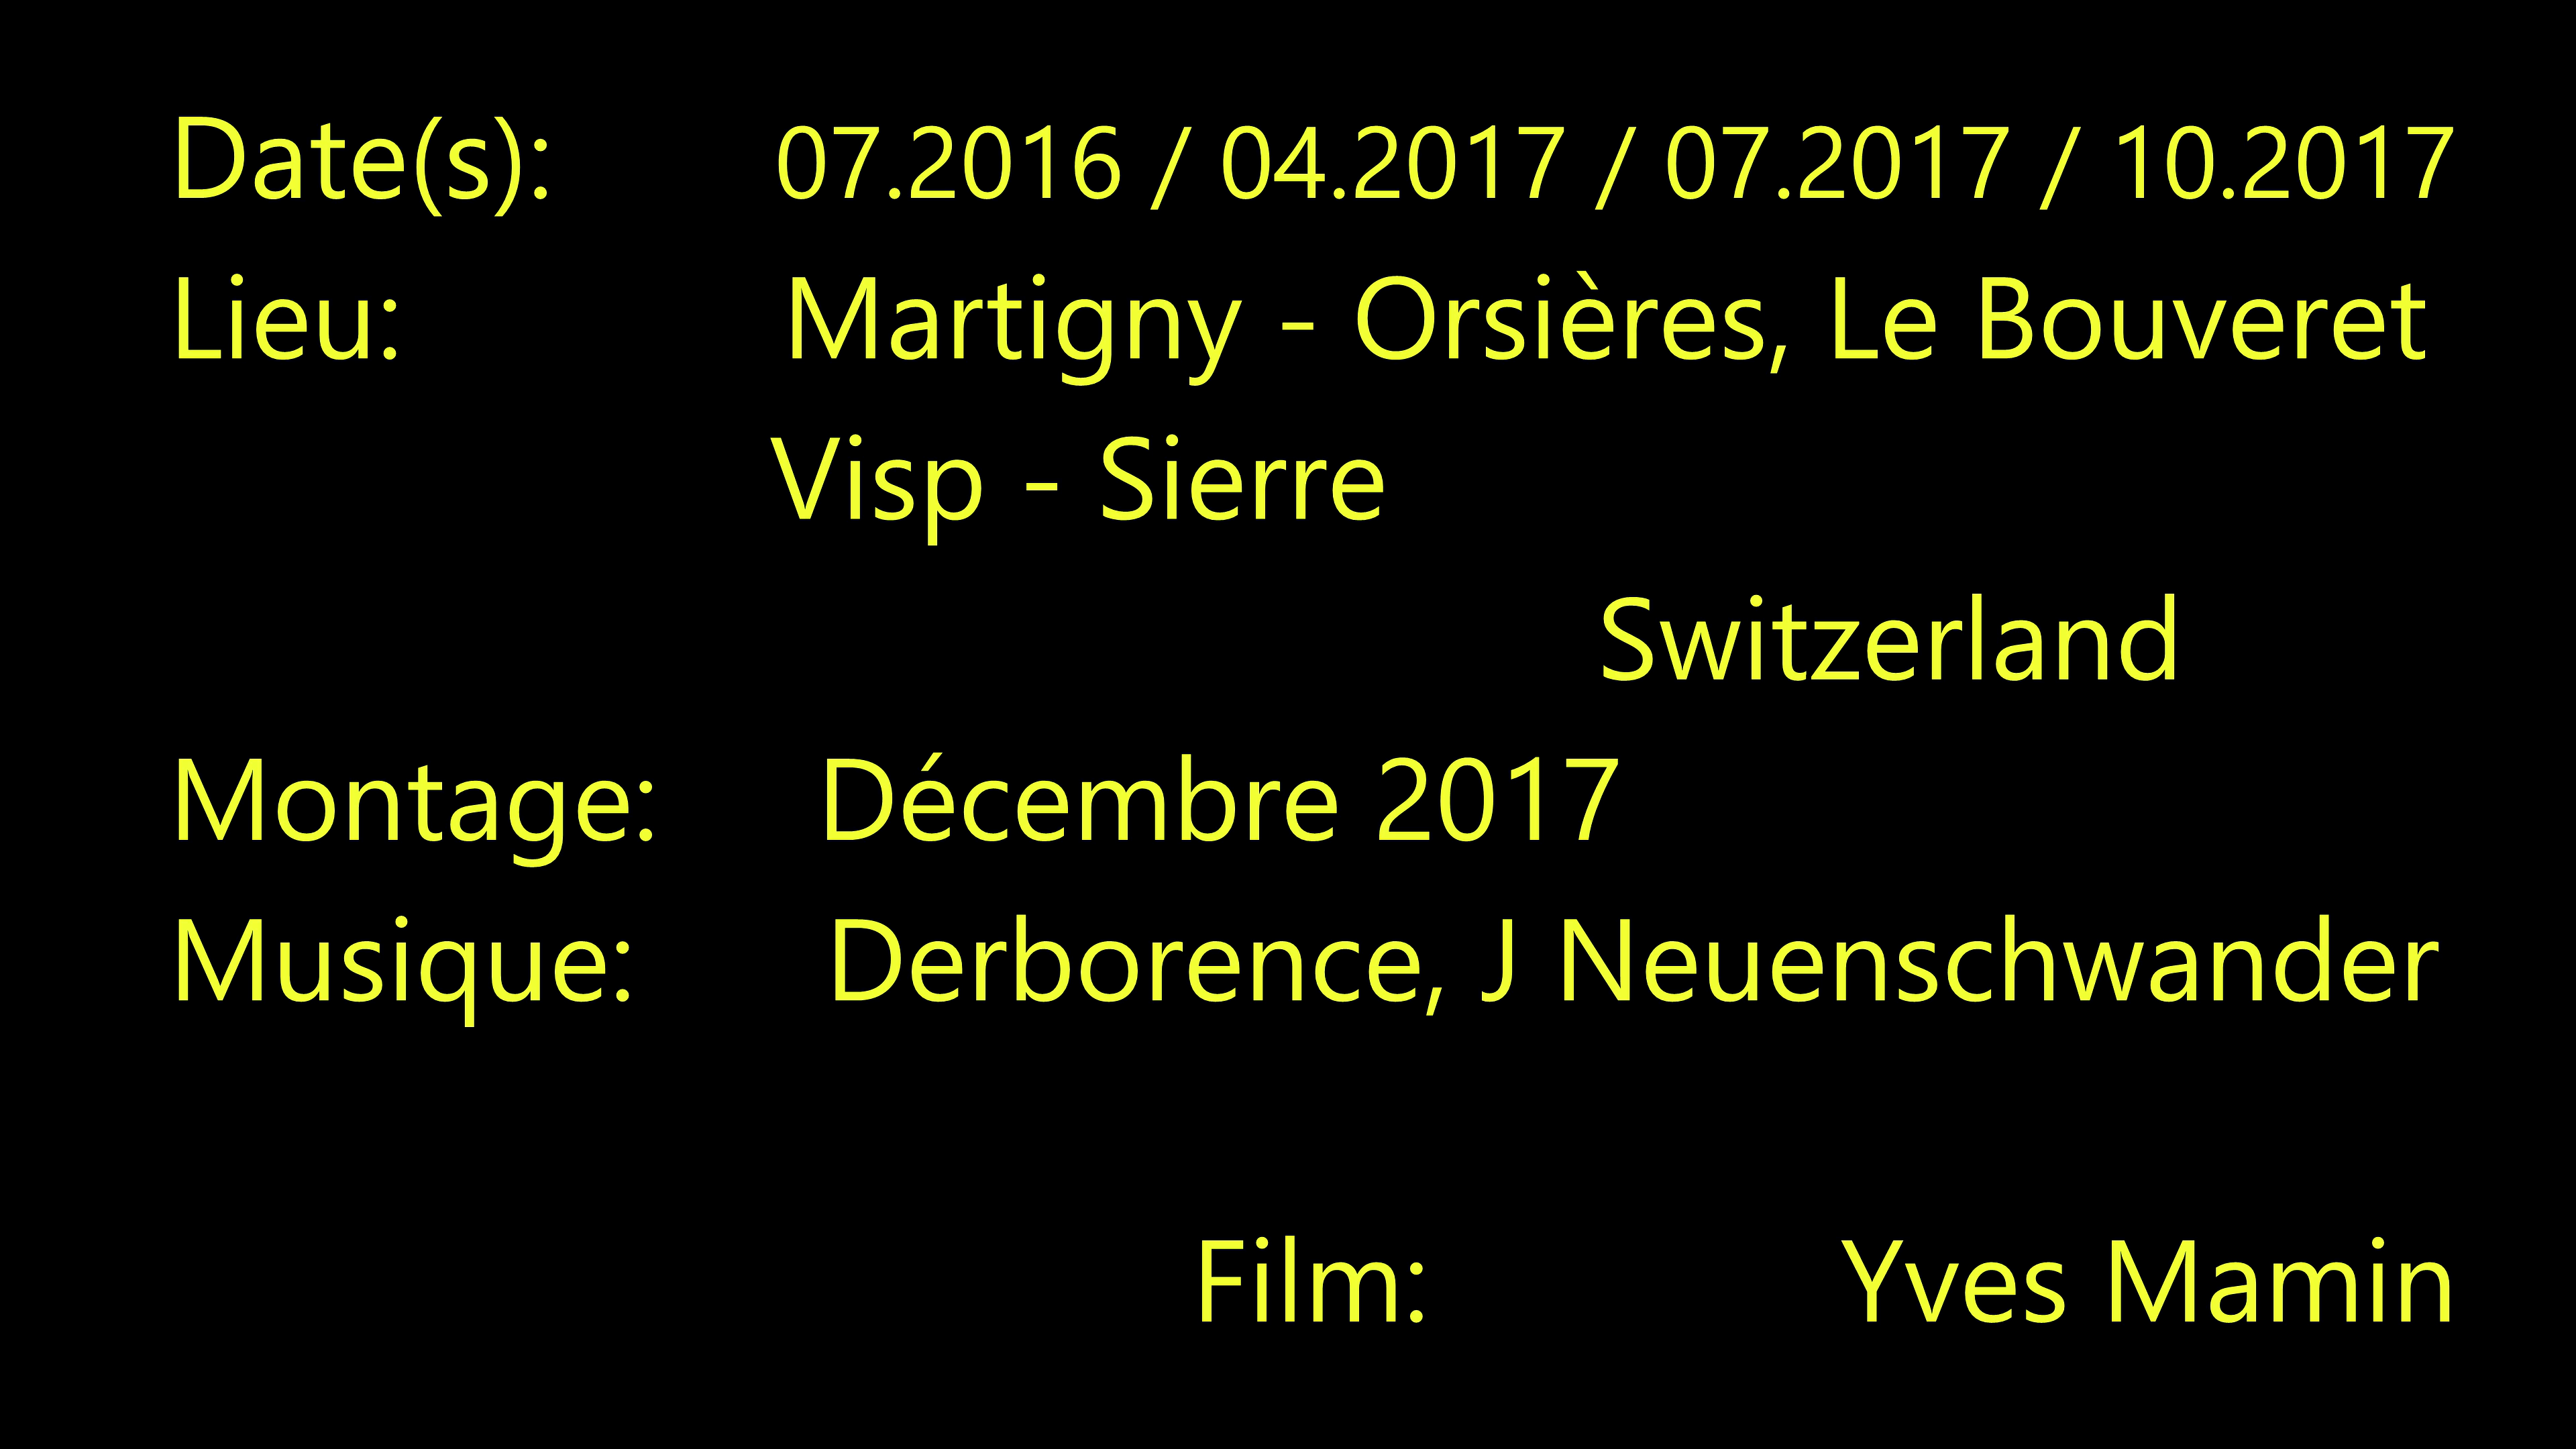 Date(s): 07.2016 / 04.2017 / 07.2017 / 10.2017
Lieu: Martigny - Orsières, Le Bouveret
Visp - Sierre
Switzerland
Montage: Décembre 2017
Musique: Derborence, J Neuenschwander
Film: Yves Mamin